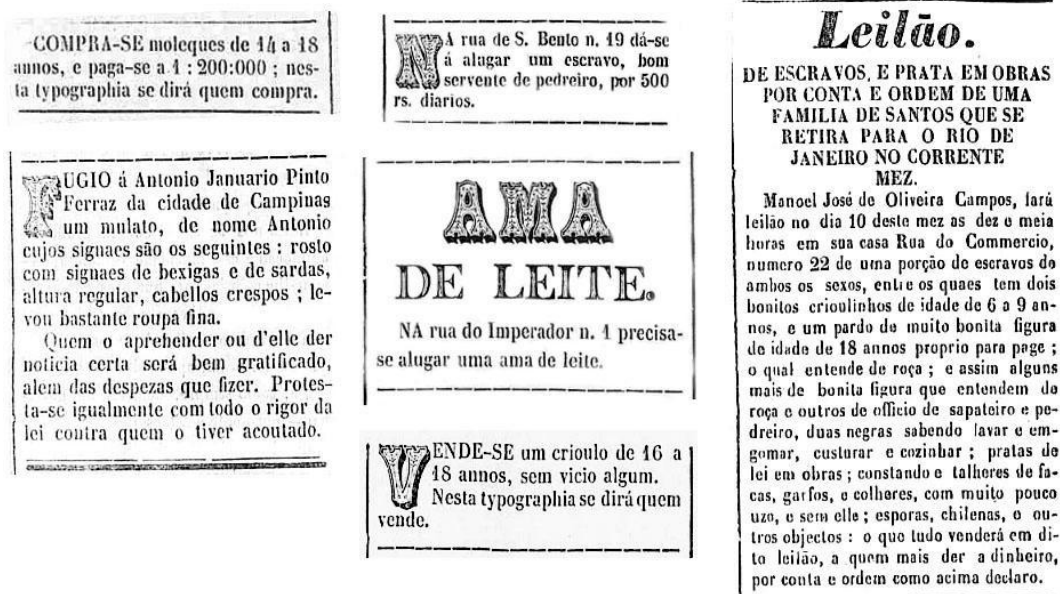 COMPRA-SE moleques de 14 a 18
annos, e paga-se a 1 : 200:000 ; nes-
ta typographia se dirá quem compra.
FUGIO á Antonio Januario Pinto
Ferraz da cidade de Campinas
um mulato, de nome Antonio
cujos signaes são os seguintes : rosto
com signaes de bexigas e de sardas,
altura regular, cabellos crespos ; le-
vou bastante roupa fina.
Quem o aprehender ou d'elle der
noticia certa será bem gratificado,
alem das despezas que fizer. Protes-
ta-se igualmente com todo o rigor da
lei contra quem o tiver acoutado.
NA rua de S. Bento n. 19 dá-se
á alugar um escravo, bom
servente de pedreiro, por 500
rs. diarios.
AMA
DE LEITE.
NA rua do Imperador n. 1 precisa-
se alugar uma ama de leite.
VENDE-SE um crioulo de 16 a
18 annos, sem vicio algum.
Nesta typographia se dirá quem
vende.
Leilão.
DE ESCRAVOS, E PRATA EM OBRAS
POR CONTA E ORDEM DE UMA
FAMILIA DE SANTOS QUE SE
RETIRA PARA O RIO DE
JANEIRO NO CORRENTE
MEZ.
Manoel José de Oliveira Campos, fará
leilão no dia 10 deste mez as dez e meia
horas em sua casa Rua do Commercio,
numero 22 de uma porção de escravos de
ambos os sexos, entre os quaes tem dois
bonitos crioulinhos de idade de 6 a 9 an-
nos, e um pardo de muito bonita figura
de idade de 18 annos proprio para page ;
o qual entende de roça ; e assim alguns
mais de bonita figura que entendem de
roça e outros de officio de sapateiro e pe-
dreiro, duas negras sabendo lavar e em-
gomar, custurar e cozinhar ; pratas de
lei em obras ; constando e talheres de fa-
cas, garfos, e colheres, com muito pouco
uzo, e sem elle ; esporas, chilenas, e ou-
tros objectos : o que tudo venderá em di-
to leilão, a quem mais der a dinheiro,
por conta e ordem como acima declaro.